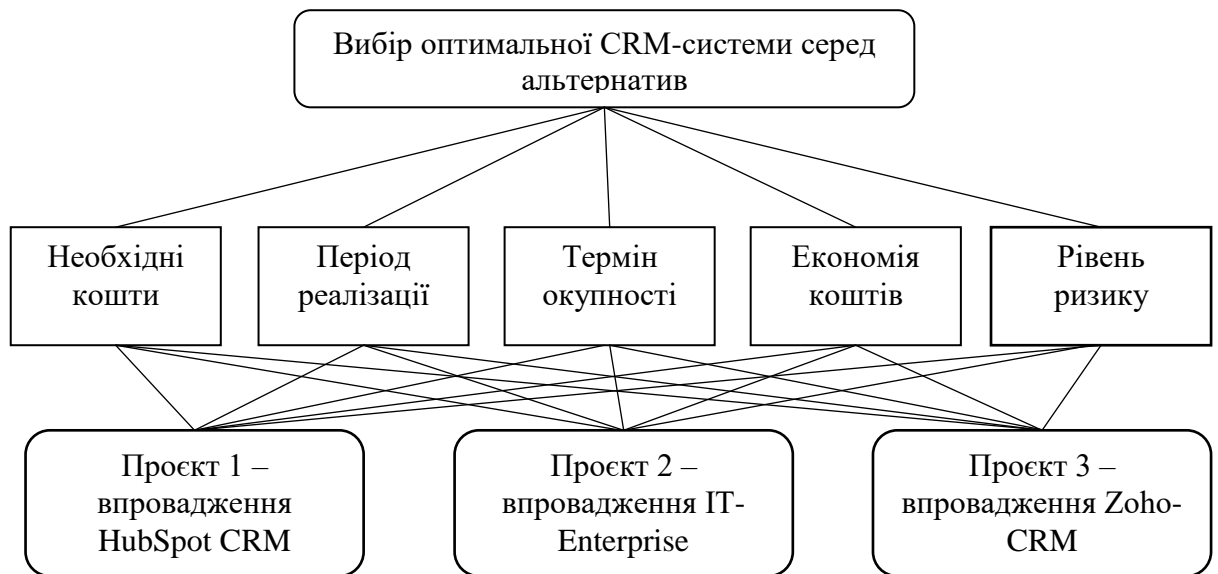 Вибір оптимальної CRM-системи серед
альтернатив
Необхідні
кошти
Період
реалізації
Термін
окупності
Економія
коштів
Рівень
ризику
Проєкт 1 –
впровадження
HubSpot CRM
Проєкт 2 –
впровадження IT-
Enterprise
Проєкт 3 –
впровадження Zoho-
CRM